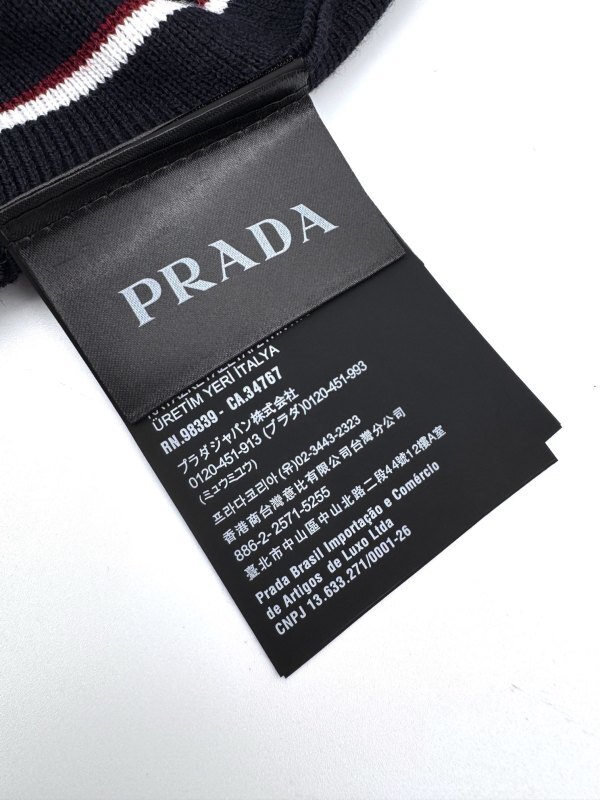 PRADA
ÜRETİM YERİ İTALYA
RN.98339 - CA.34767
プラダジャパン株式会社
0120-451-913 (プラダ)0120-451-993
(ミュウミュウ)
프라다코리아 (유)02-3443-2323
香港商台灣意比有限公司台灣分公司
886-2- 2571-5255
臺北市中山區中山北路二段44號12樓A室
Prada Brasil Importação e Comércio
de Artigos de Luxo Ltda
CNPJ 13.633.271/0001-26